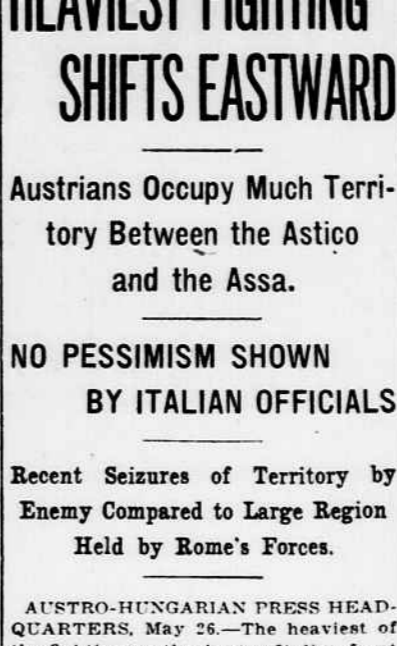 HEAVIEST FIGHTING
SHIFTS EASTWARD
Austrians Occupy Much Terri-
tory Between the Astico
and the Assa.
NO PESSIMISM SHOWN
BY ITALIAN OFFICIALS
Recent Seizures of Territory by
Enemy Compared to Large Region
Held by Rome's Forces.
AUSTRO-HUNGARIAN PRESS HEAD-
QUARTERS, May 26.—The heaviest of